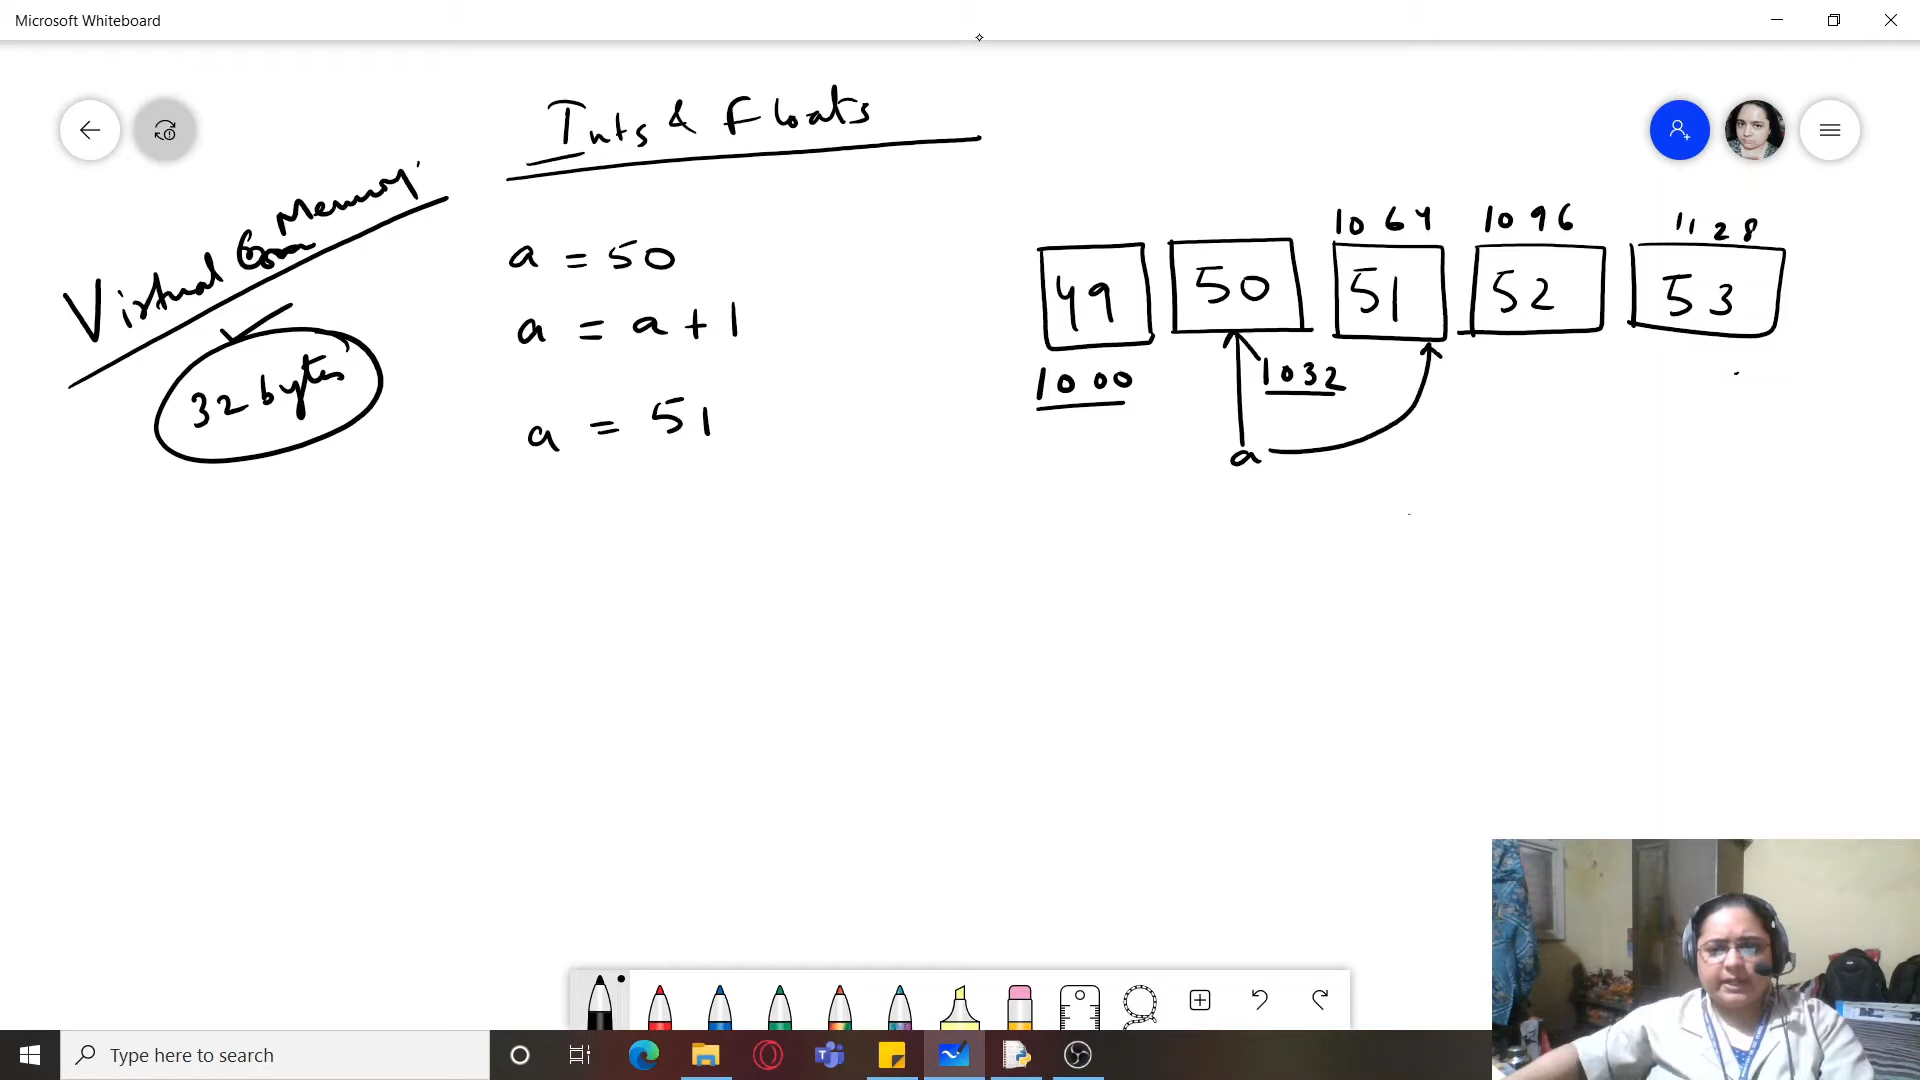 Microsoft Whiteboard
Ints & Floats
Virtual Memory
32 bytes
a = 50
a = a + 1
a = 51
1064 1096 1128
49 50 51 52 53
1000 1032
a
Type here to search